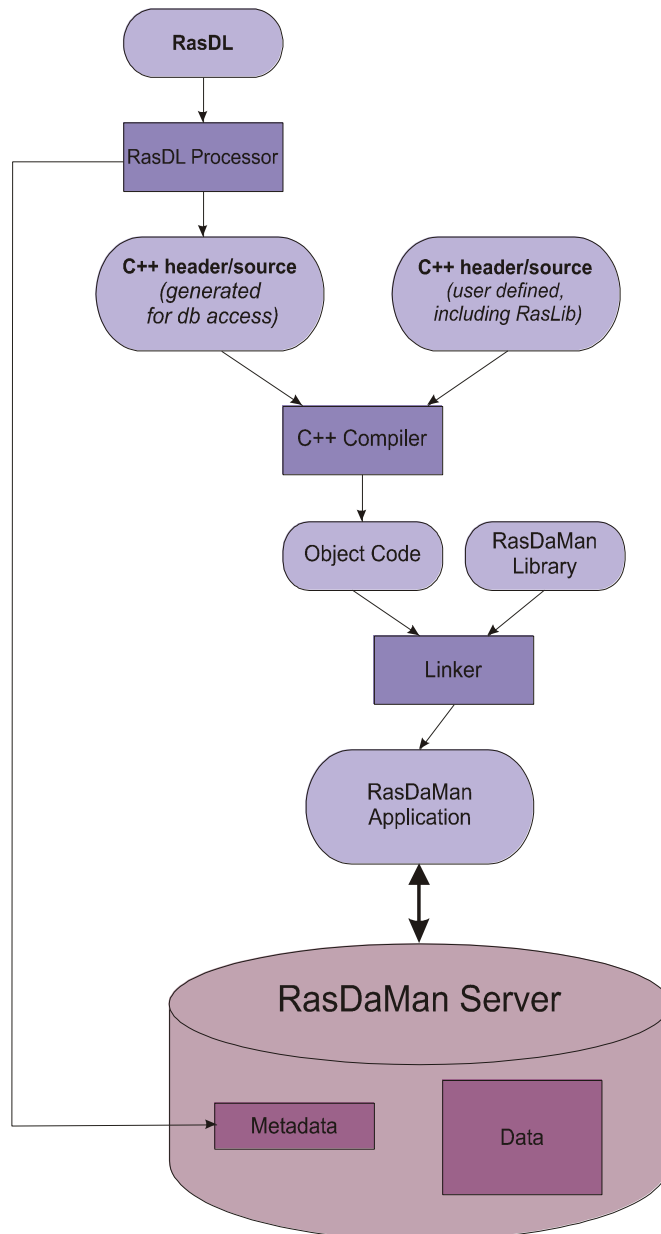 RasDL
RasDL Processor
C++ header/source
(generated
for db access)
C++ header/source
(user defined,
including RasLib)
C++ Compiler
Object Code
RasDaMan
Library
Linker
RasDaMan
Application
RasDaMan Server
Metadata
Data